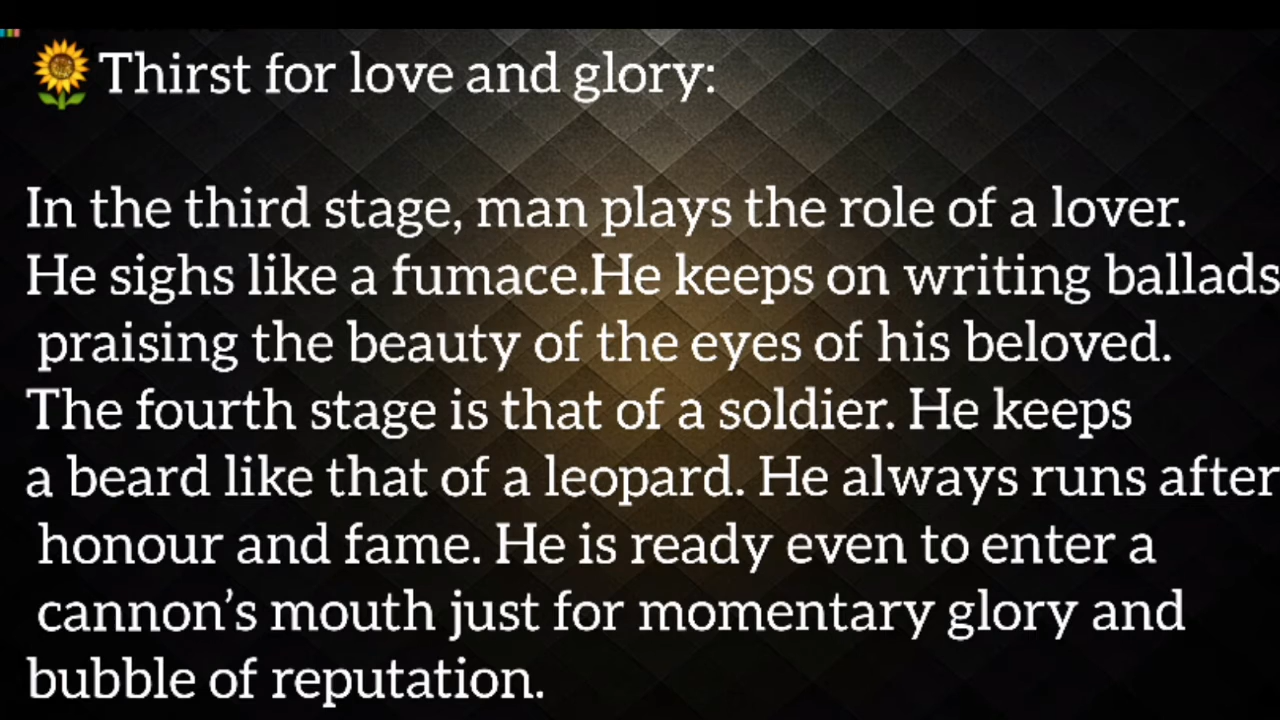 🌻Thirst for love and glory:
In the third stage, man plays the role of a lover.
He sighs like a fumace.He keeps on writing ballads
praising the beauty of the eyes of his beloved.
The fourth stage is that of a soldier. He keeps
a beard like that of a leopard. He always runs after
honour and fame. He is ready even to enter a
cannon’s mouth just for momentary glory and
bubble of reputation.